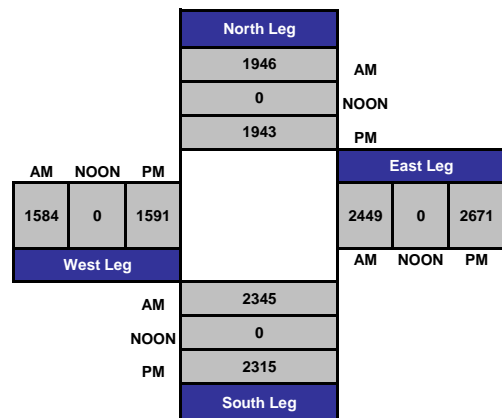 North Leg
1946 AM
0 NOON
1943 PM
AM NOON PM East Leg
1584 0 1591 2449 0 2671
West Leg AM NOON PM
AM 2345
NOON 0
PM 2315
South Leg